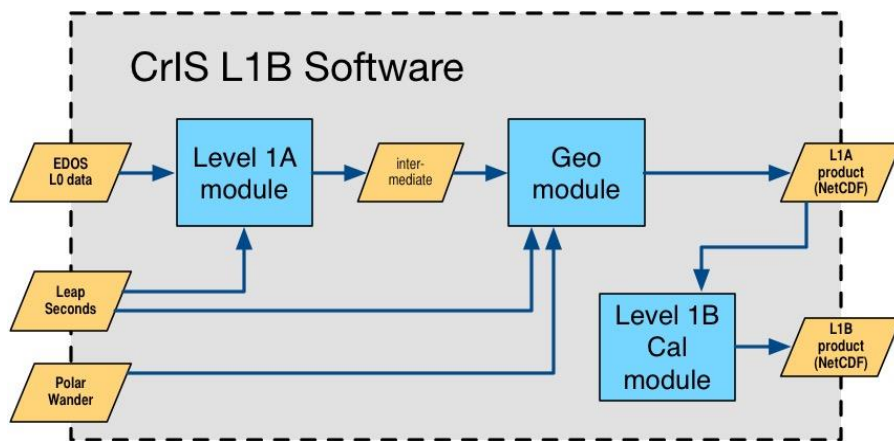 CrIS L1B Software
EDOS
L0 data
Level 1A
module
inter-
mediate
Geo
module
L1A
product
(NetCDF)
Leap
Seconds
Level 1B
Cal
module
L1B
product
(NetCDF)
Polar
Wander